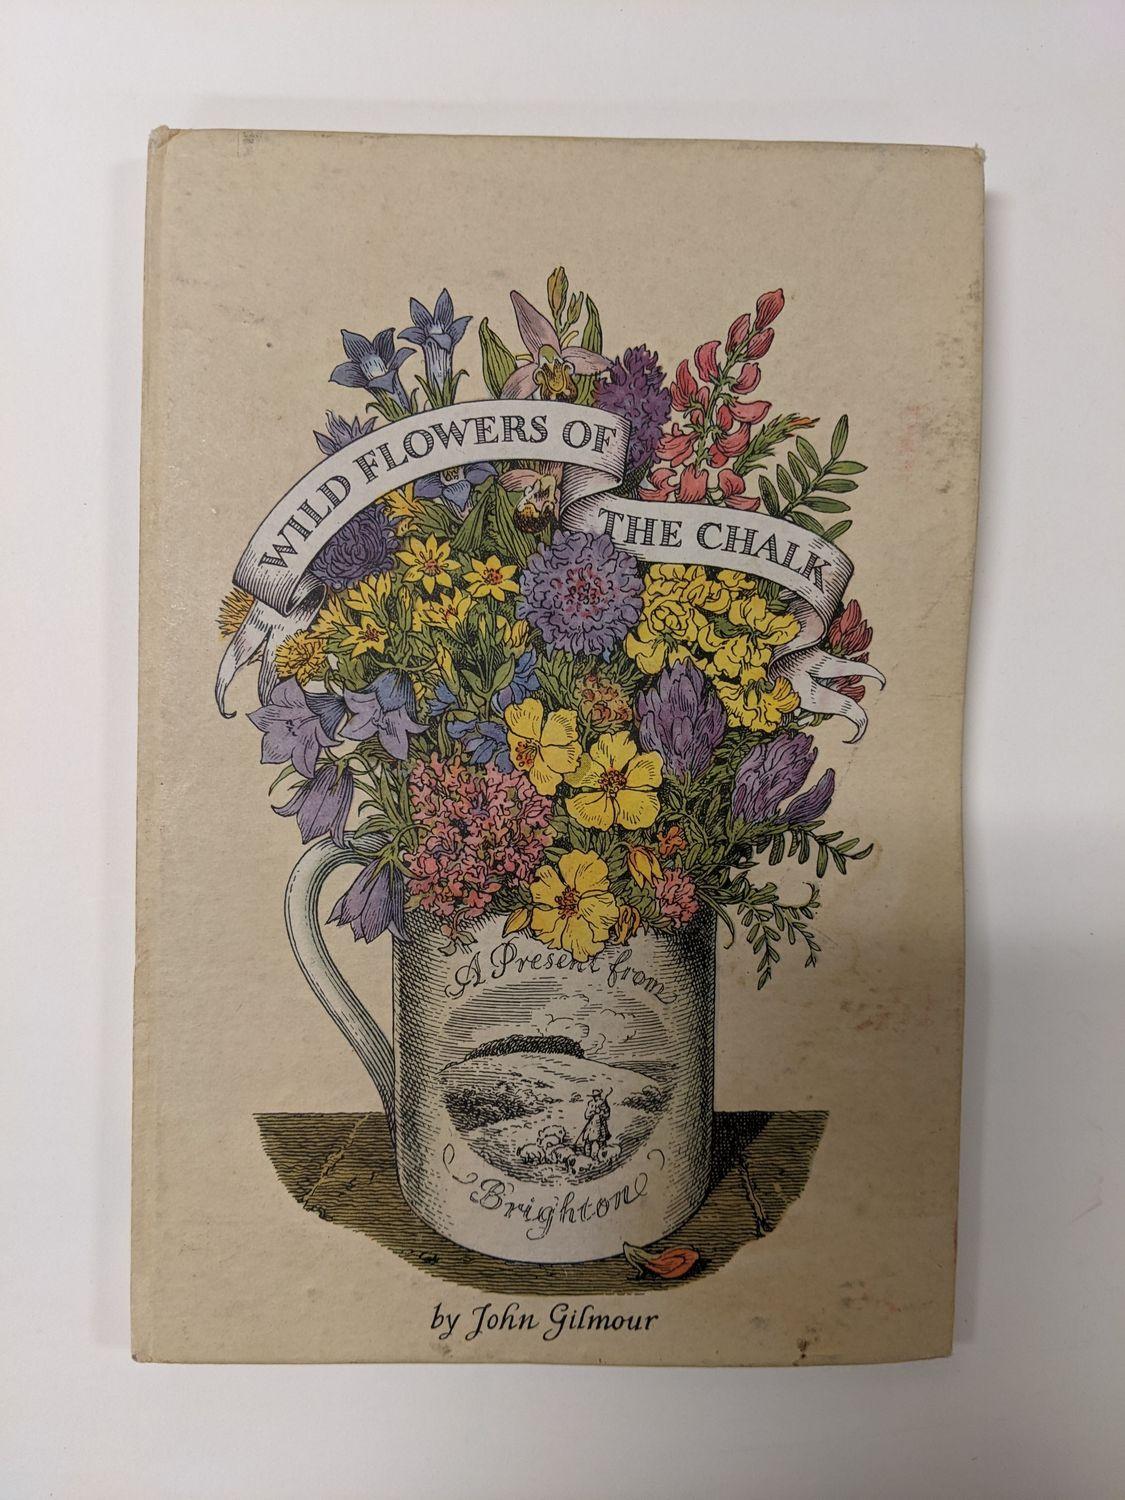 WILD FLOWERS OF
THE CHALK
A Present from
Brighton
by John Gilmour